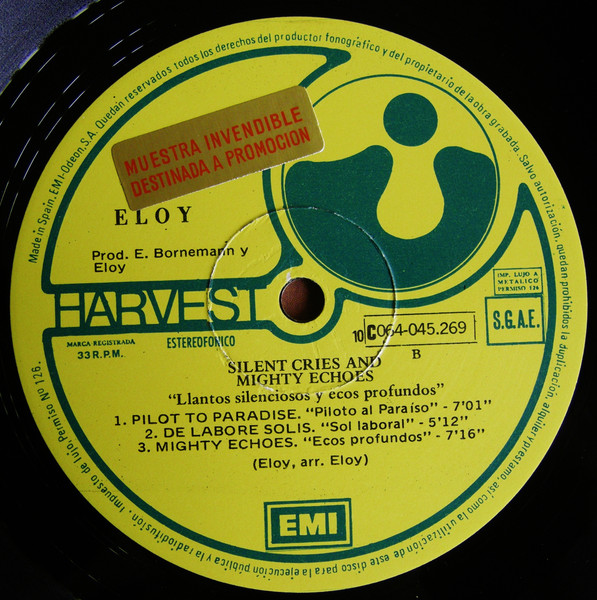 Made in Spain. EMI-Odeon, S.A. Quedan reservados todos los derechos del productor fonográfico y del propietario de la obra grabada. Salvo autorización, quedan prohibidos la duplicación, alquiler y prestamo, así como la utilización de este disco para la ejecución pública y la radiodifusión. · Impuesto de Lujo, Permiso Nº 126.
MUESTRA INVENDIBLE
DESTINADA A PROMOCION
ELOY
Prod. E. Bornemann y
Eloy
HARVEST
MARCA REGISTRADA
33 R.P.M.
ESTEREOFONICO
IMP. LUJO A
METALICO
PERMISO 126
S.G.A.E.
10C064-045.269
B
SILENT CRIES AND
MIGHTY ECHOES
"Llantos silenciosos y ecos profundos"
1. PILOT TO PARADISE. "Piloto al Paraíso" - 7'01"
2. DE LABORE SOLIS. "Sol laboral" - 5'12"
3. MIGHTY ECHOES. "Ecos profundos" - 7'16"
(Eloy, arr. Eloy)
EMI